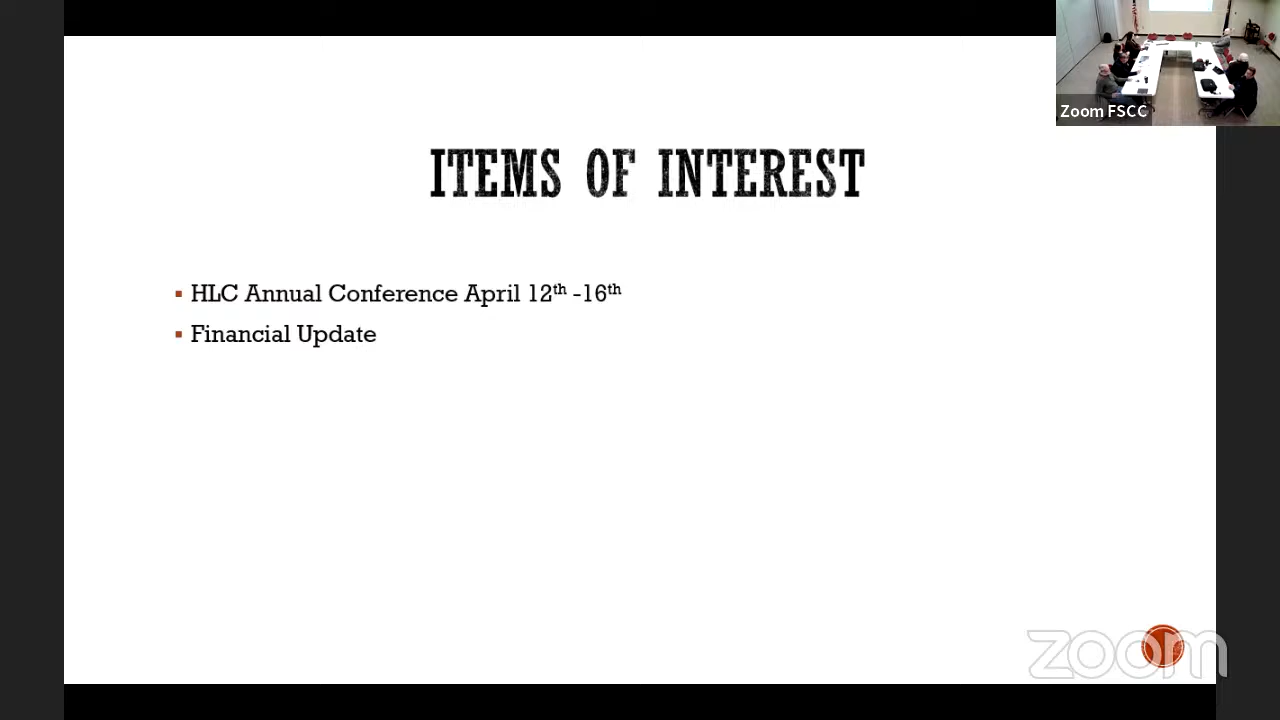 Zoom FSCC
ITEMS OF INTEREST
HLC Annual Conference April 12th -16th
Financial Update
zoom